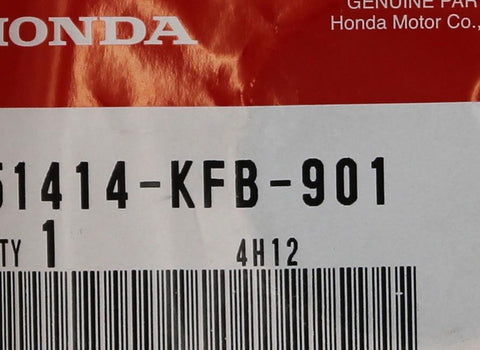 HONDA
GENUINE PAR
Honda Motor Co.,
51414-KFB-901
TY 1
4H12